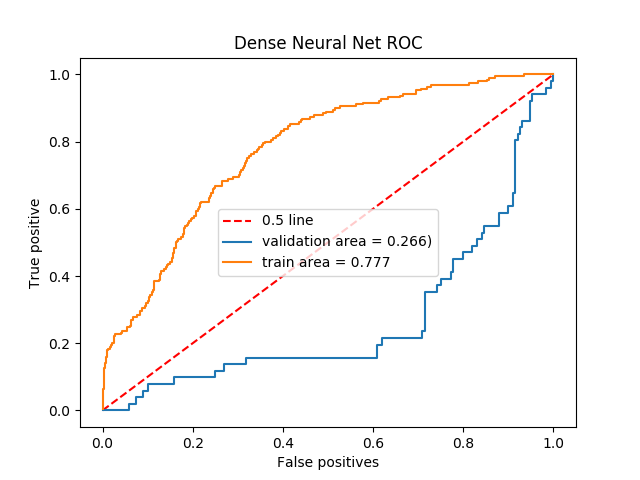 Dense Neural Net ROC
True positive
1.0
0.8
0.6
0.4
0.2
0.0
0.5 line
validation area = 0.266)
train area = 0.777
0.0 0.2 0.4 0.6 0.8 1.0
False positives